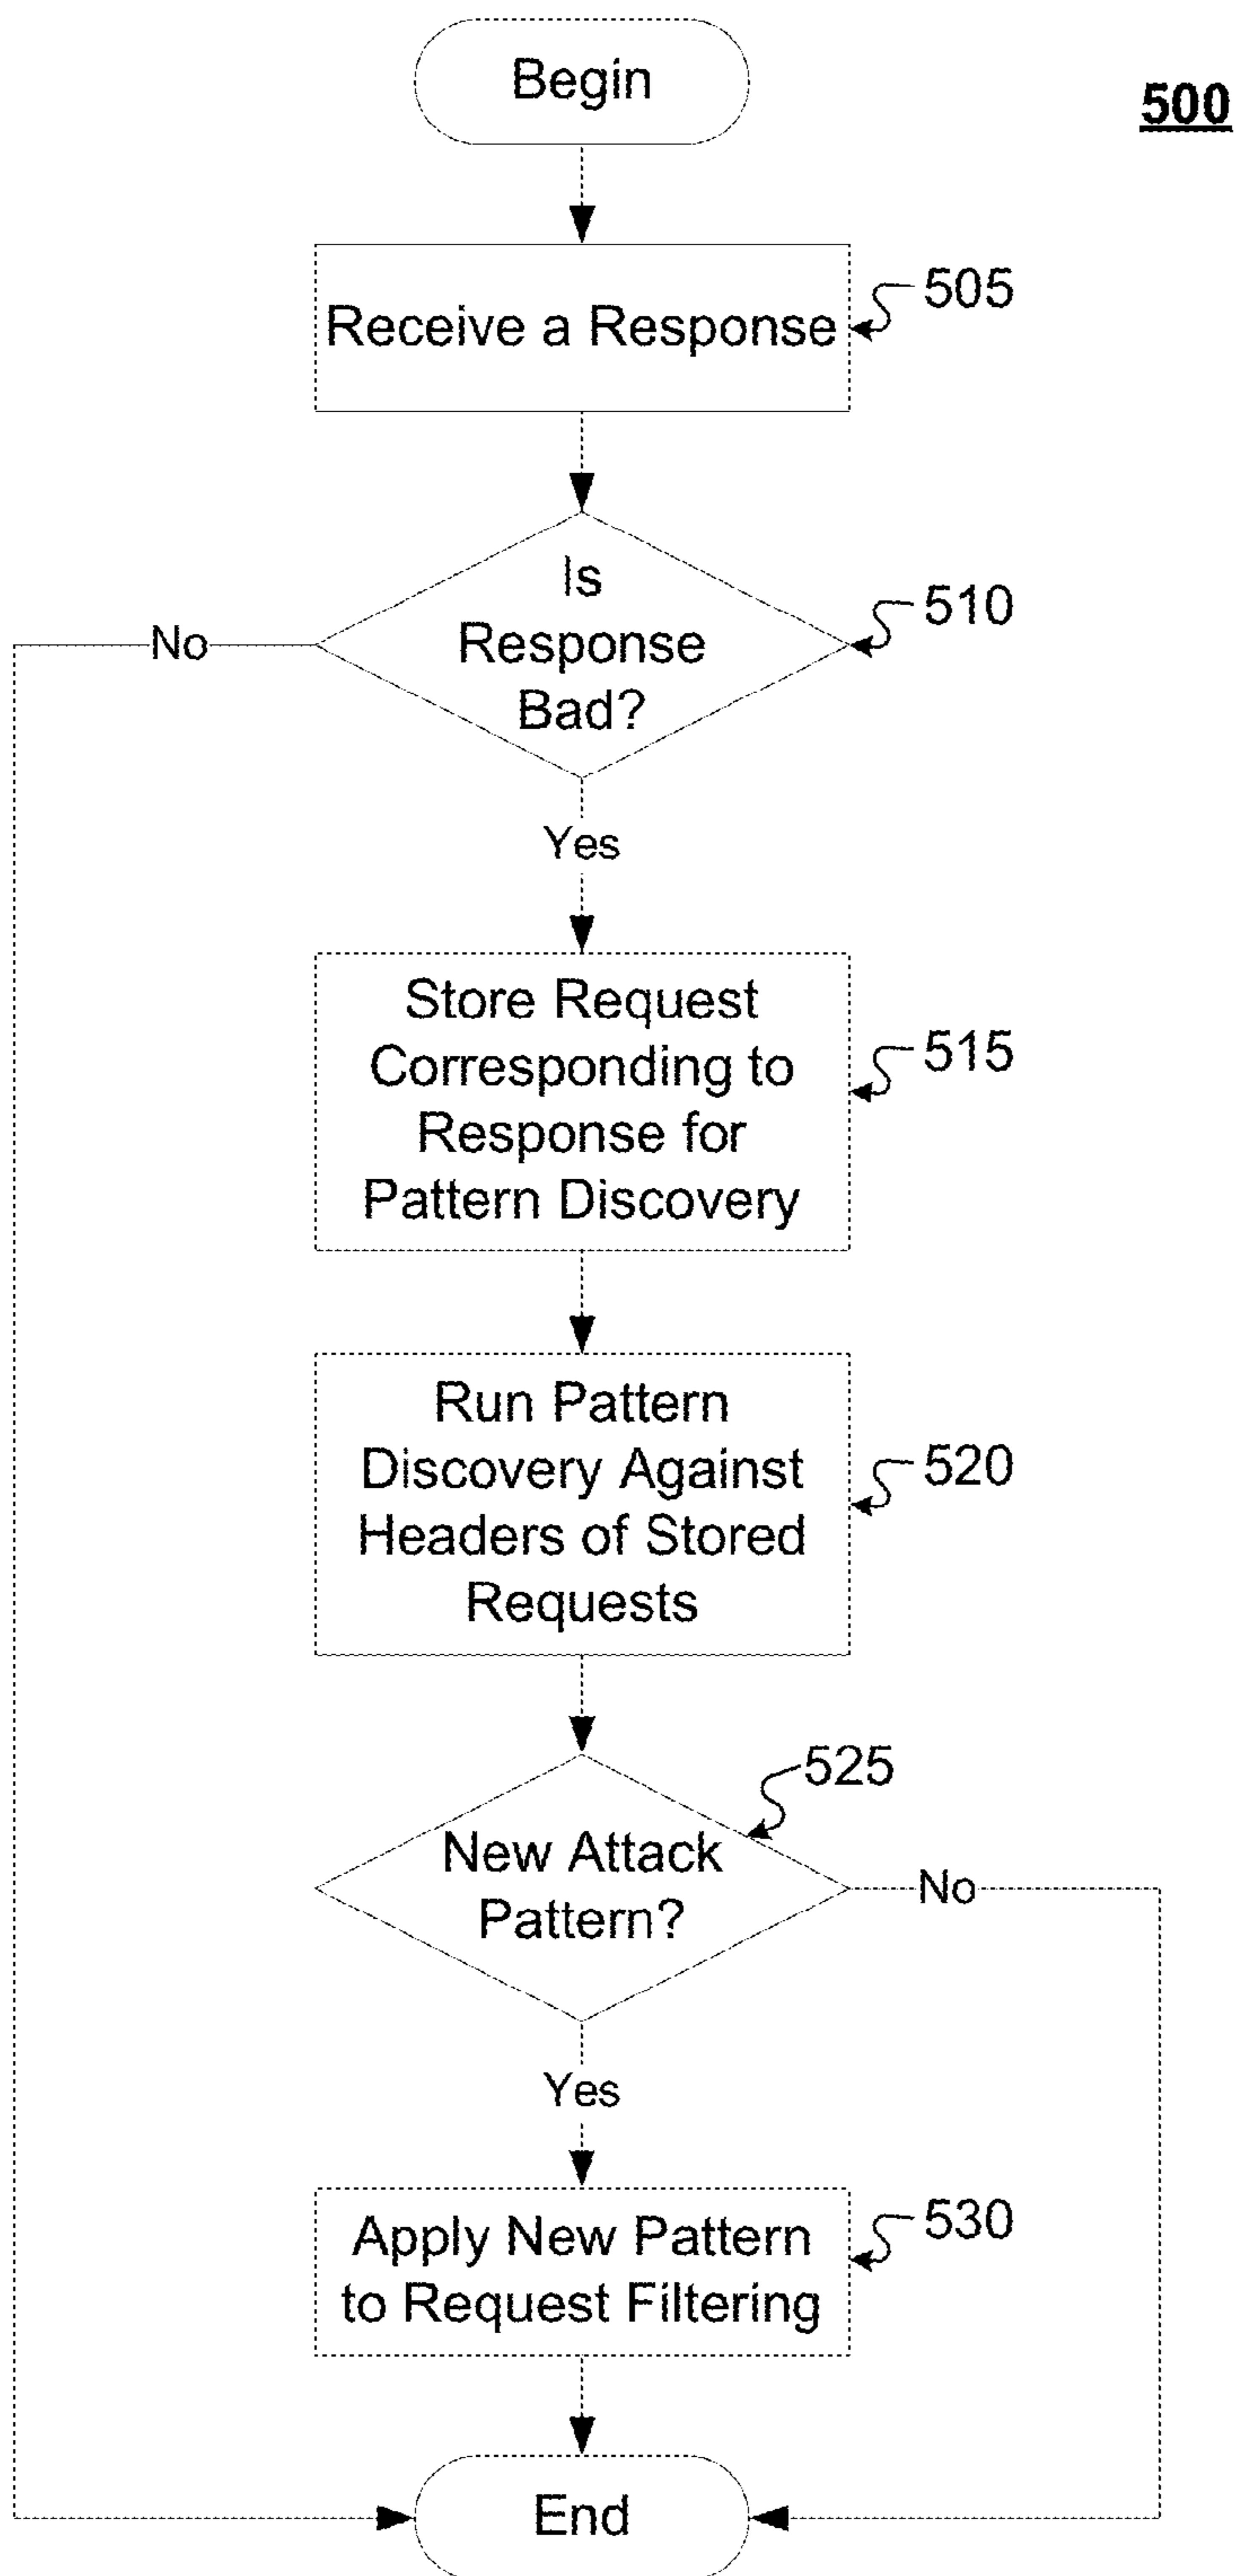 Begin
500
Receive a Response
505
Is
Response
Bad?
510
No
Yes
Store Request
Corresponding to
Response for
Pattern Discovery
515
Run Pattern
Discovery Against
Headers of Stored
Requests
520
525
New Attack
Pattern?
No
Yes
Apply New Pattern
to Request Filtering
530
End